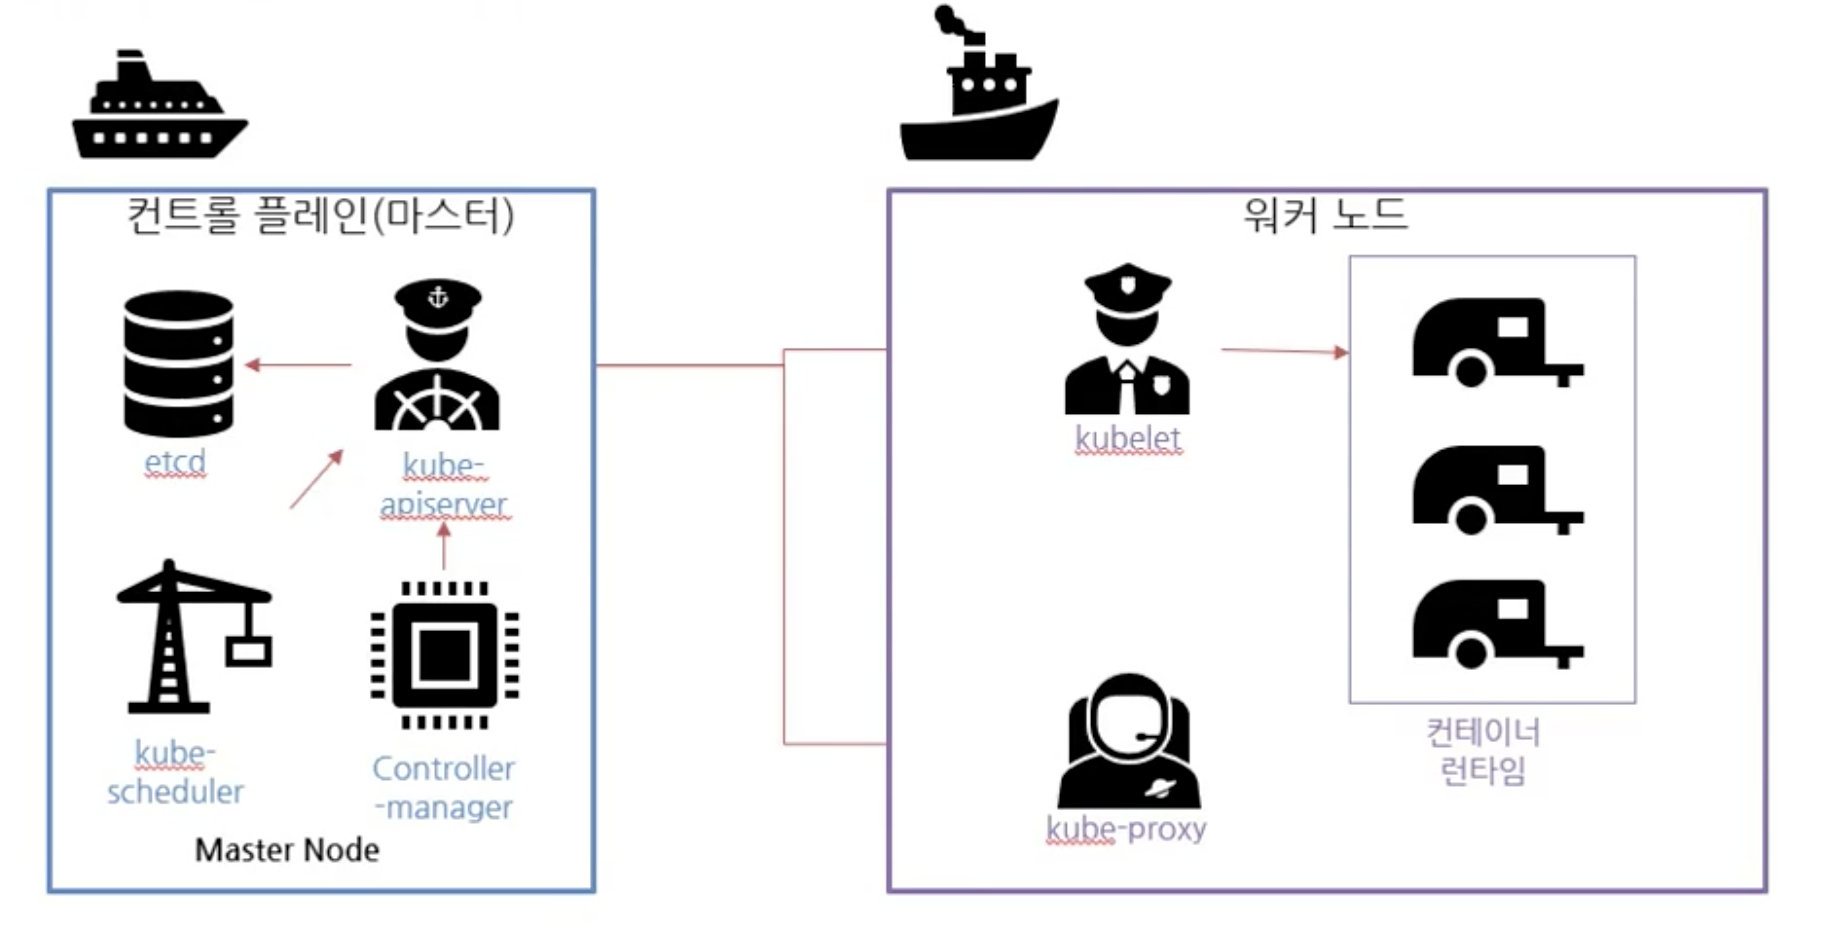 컨트롤 플레인(마스터)
etcd
kube-
apiserver
kube-
scheduler
Controller
-manager
Master Node
워커 노드
kubelet
kube-proxy
컨테이너
런타임